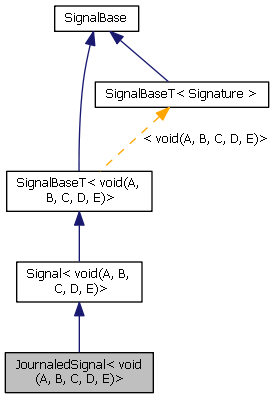 SignalBase
SignalBaseT< Signature >
< void(A, B, C, D, E)>
SignalBaseT< void(A,
B, C, D, E)>
Signal< void(A, B,
C, D, E)>
JournaledSignal< void
(A, B, C, D, E)>